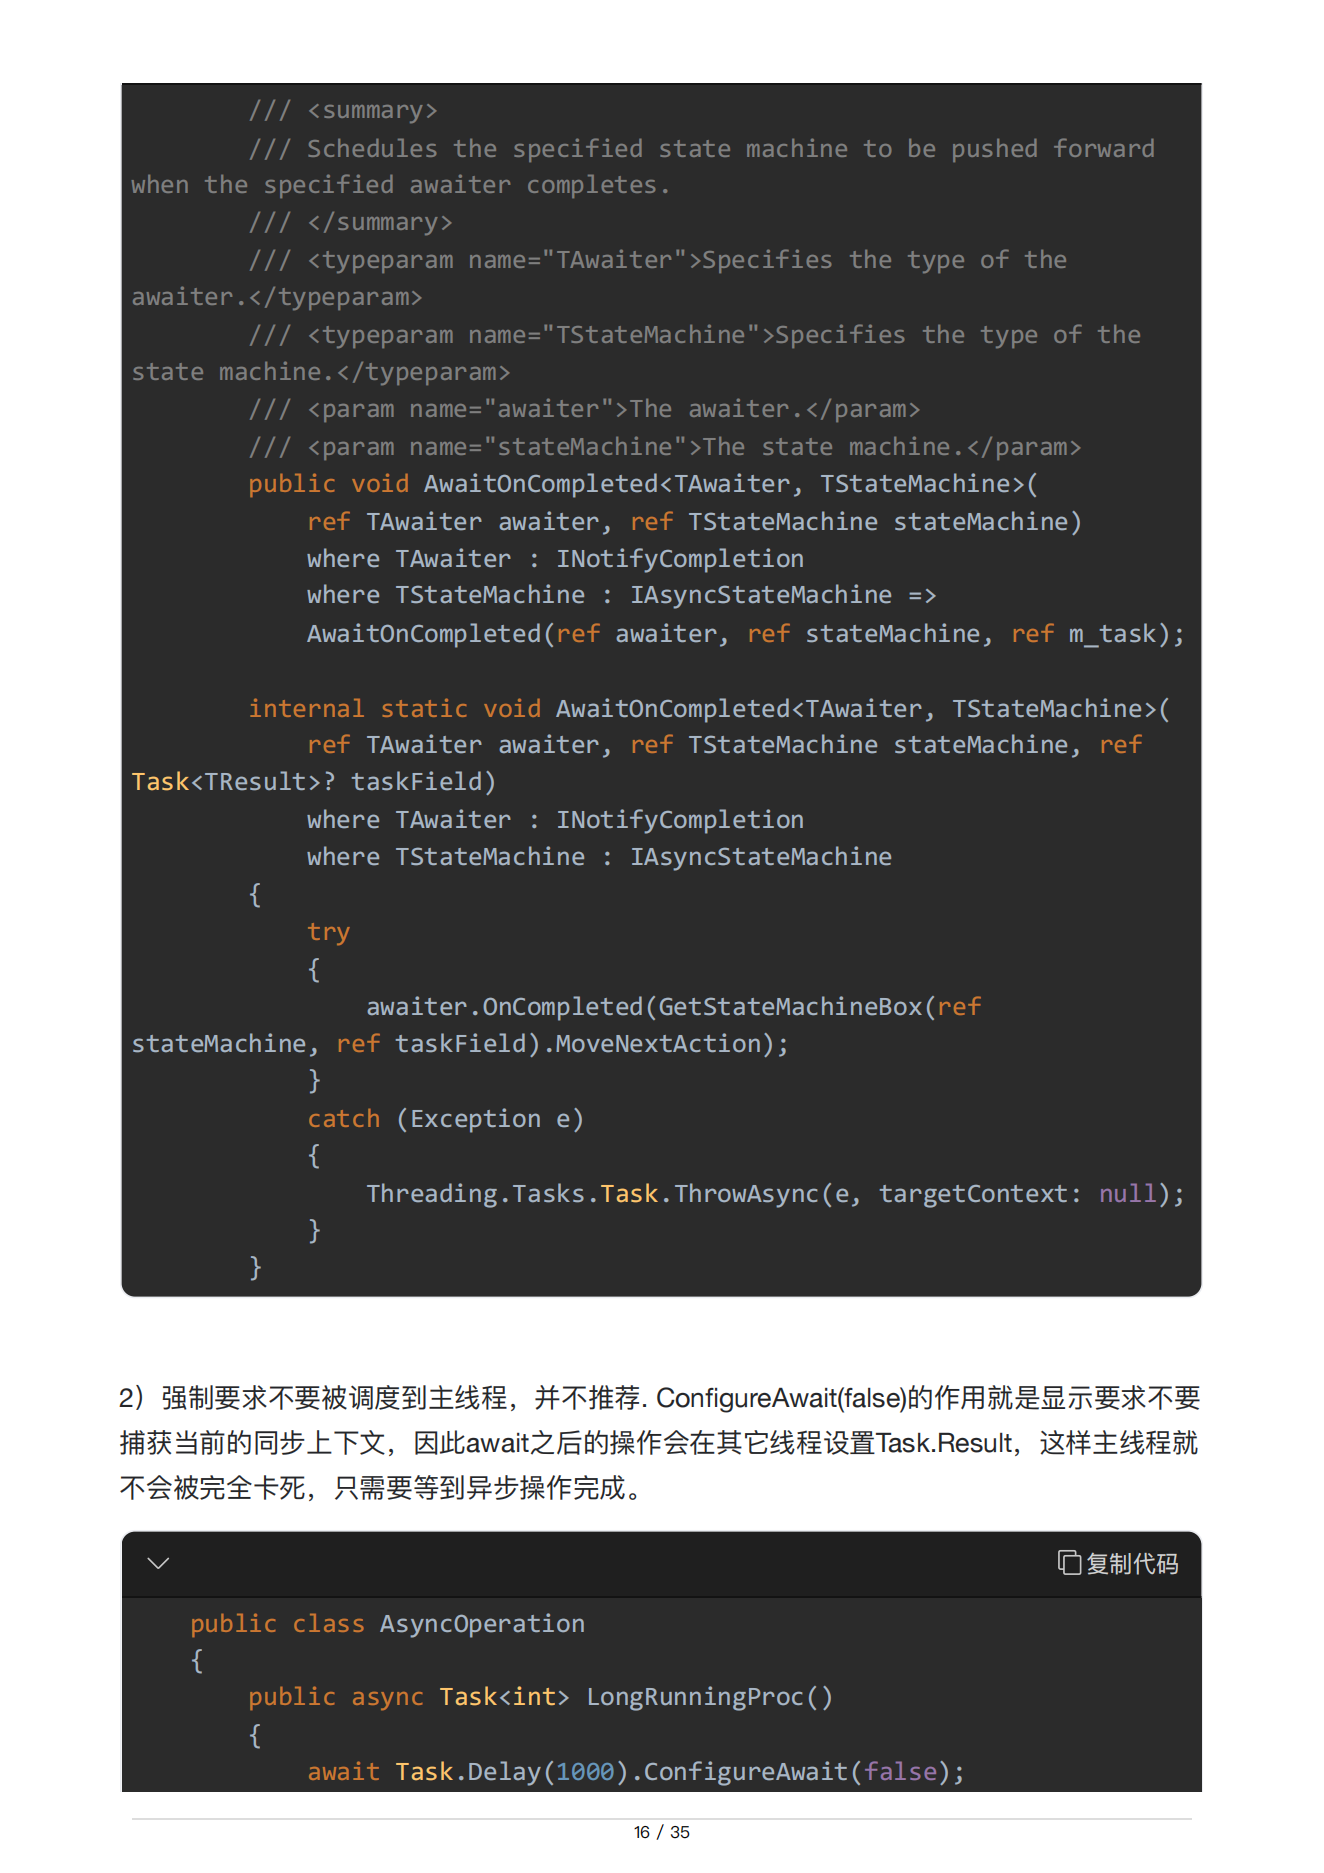 /// <summary>
/// Schedules the specified state machine to be pushed forward
when the specified awaiter completes.
/// </summary>
/// <typeparam name="TAwaiter">Specifies the type of the
awaiter.</typeparam>
/// <typeparam name="TStateMachine">Specifies the type of the
state machine.</typeparam>
/// <param name="awaiter">The awaiter.</param>
/// <param name="stateMachine">The state machine.</param>
public void AwaitOnCompleted<TAwaiter, TStateMachine>(
ref TAwaiter awaiter, ref TStateMachine stateMachine)
where TAwaiter : INotifyCompletion
where TStateMachine : IAsyncStateMachine =>
AwaitOnCompleted(ref awaiter, ref stateMachine, ref m_task);
internal static void AwaitOnCompleted<TAwaiter, TStateMachine>(
ref TAwaiter awaiter, ref TStateMachine stateMachine, ref
Task<TResult>? taskField)
where TAwaiter : INotifyCompletion
where TStateMachine : IAsyncStateMachine
{
try
{
awaiter.OnCompleted(GetStateMachineBox(ref
stateMachine, ref taskField).MoveNextAction);
}
catch (Exception e)
{
Threading.Tasks.Task.ThrowAsync(e, targetContext: null);
}
}
2）强制要求不要被调度到主线程，并不推荐. ConfigureAwait(false)的作用就是显示要求不要
捕获当前的同步上下文，因此await之后的操作会在其它线程设置Task.Result，这样主线程就
不会被完全卡死，只需要等到异步操作完成。
复制代码
public class AsyncOperation
{
public async Task<int> LongRunningProc()
{
await Task.Delay(1000).ConfigureAwait(false);
16 / 35